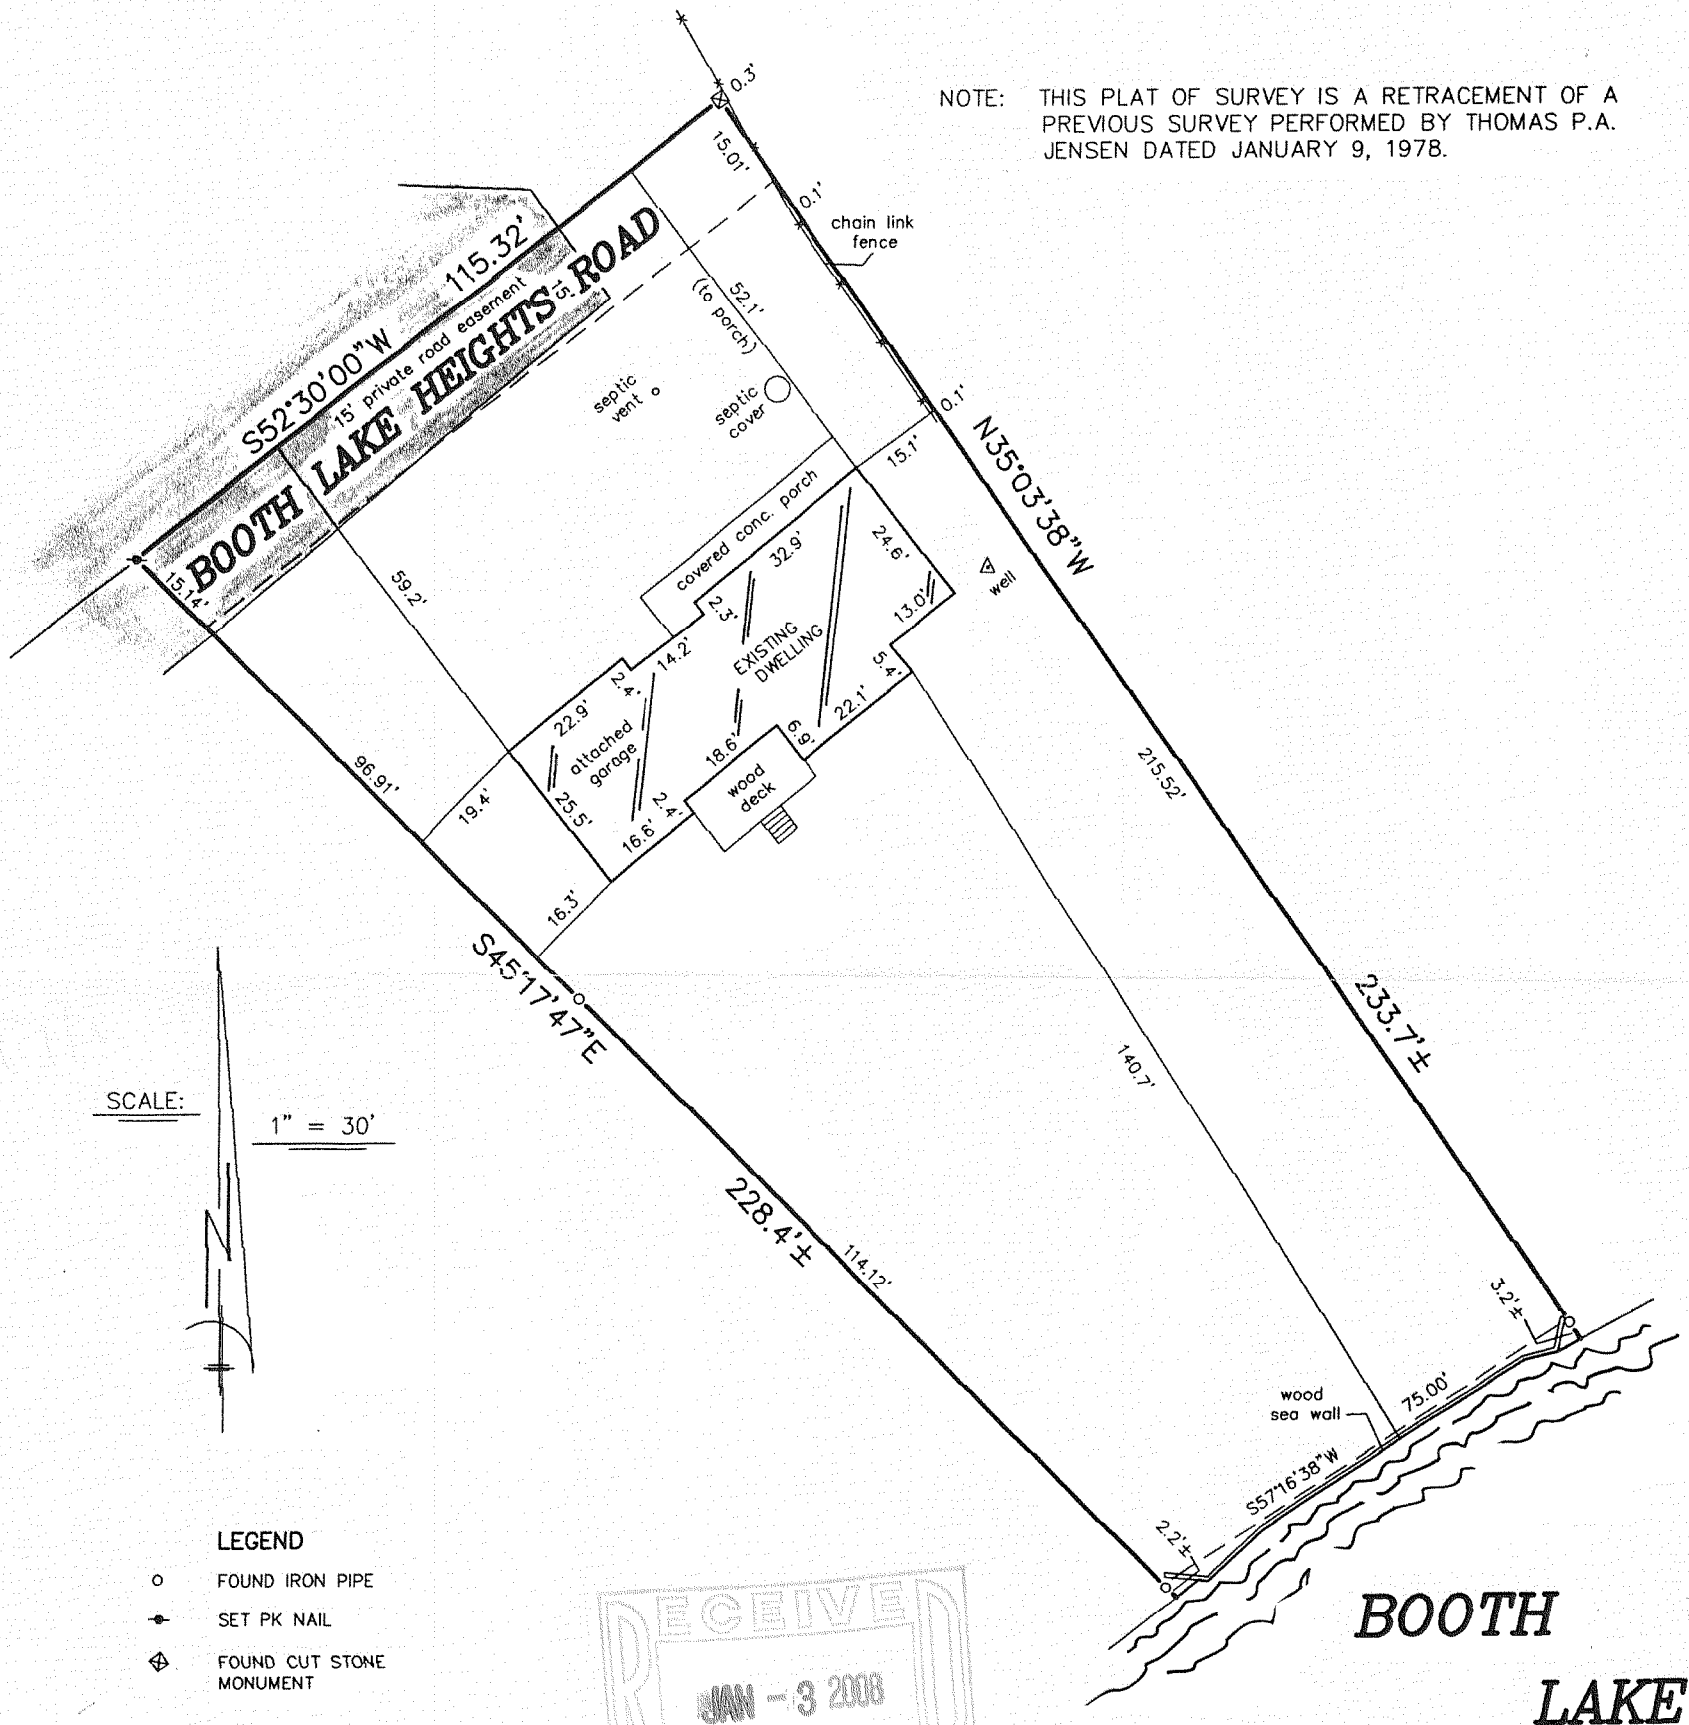 NOTE: THIS PLAT OF SURVEY IS A RETRACEMENT OF A
PREVIOUS SURVEY PERFORMED BY THOMAS P.A.
JENSEN DATED JANUARY 9, 1978.
0.3'
15.01'
0.1'
chain link
fence
S52°30'00"W 115.32'
15' private road easement
15'
BOOTH LAKE HEIGHTS ROAD
52.1'
(to porch)
septic
vent
septic
cover
0.1'
N35°03'38"W
15.1'
15.14'
59.2'
covered conc. porch
32.9'
24.6'
well
2.3'
13.0'
EXISTING
DWELLING
14.2'
5.4'
2.4'
22.9'
22.1'
attached
garage
6.9'
18.6'
wood
deck
96.91'
215.52'
19.4'
25.5'
2.4'
16.6'
16.3'
S45°17'47"E
233.7'±
140.7'
SCALE:
1" = 30'
N
228.4'±
114.12'
3.2'±
wood
sea wall
75.00'
S57°16'38"W
2.2'±
LEGEND
FOUND IRON PIPE
SET PK NAIL
FOUND CUT STONE
MONUMENT
RECEIVED
JAN - 3 2008
BOOTH
LAKE